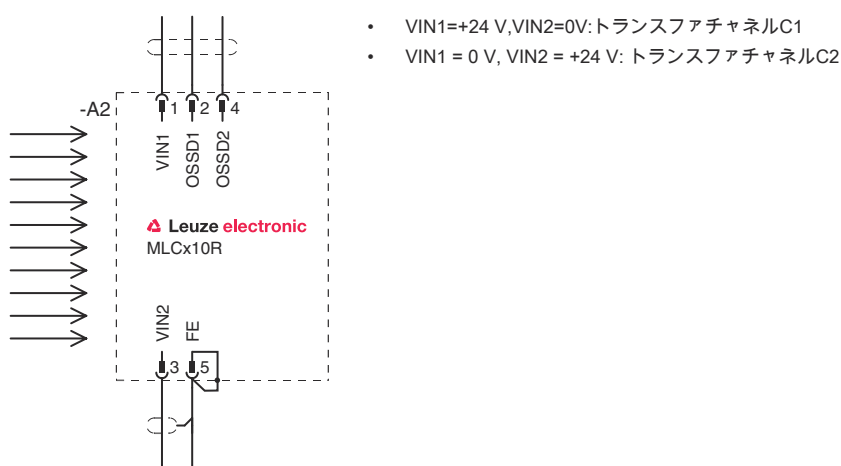 • VIN1=+24 V,VIN2=0V:トランスファチャネルC1
• VIN1 = 0 V, VIN2 = +24 V: トランスファチャネルC2
-A2
1 2 4
VIN1
OSSD1
OSSD2
Leuze electronic
MLCx10R
VIN2
FE
3 5